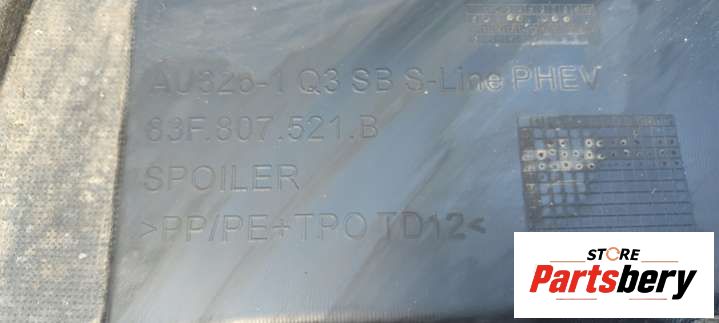 AU326-1 Q3 SB S-Line PHEV
83F.807.521.B
SPOILER
>PP/PE+TPO TD12<
STORE
Partsbery